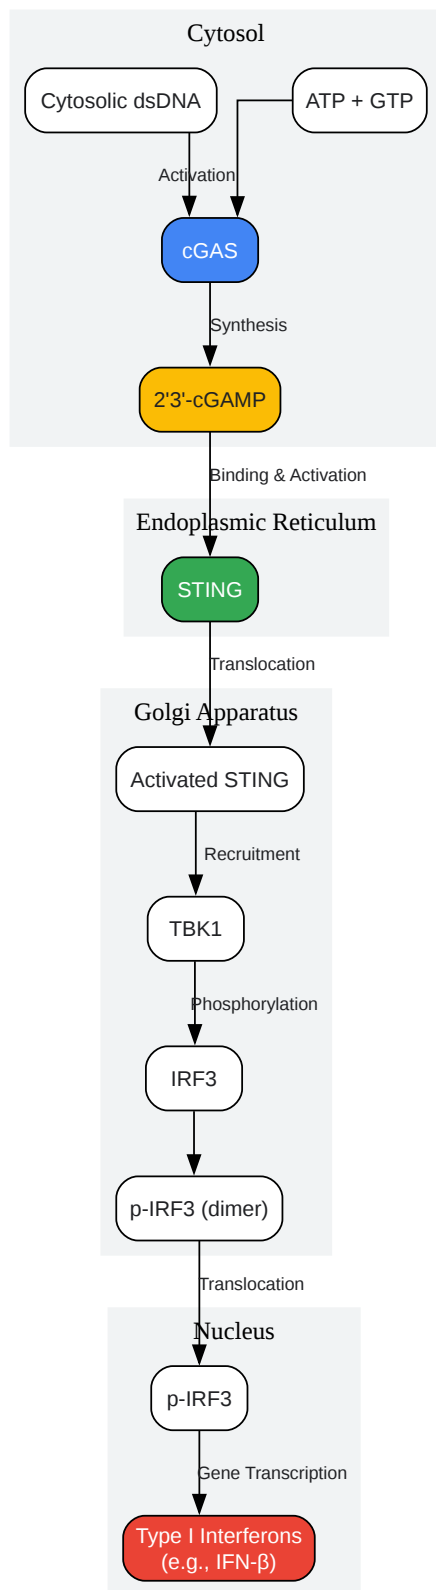 Cytosol
Cytosolic dsDNA
ATP + GTP
Activation
cGAS
Synthesis
2'3'-cGAMP
Binding & Activation
Endoplasmic Reticulum
STING
Translocation
Golgi Apparatus
Activated STING
Recruitment
TBK1
Phosphorylation
IRF3
p-IRF3 (dimer)
Translocation
Nucleus
p-IRF3
Gene Transcription
Type I Interferons
(e.g., IFN-β)